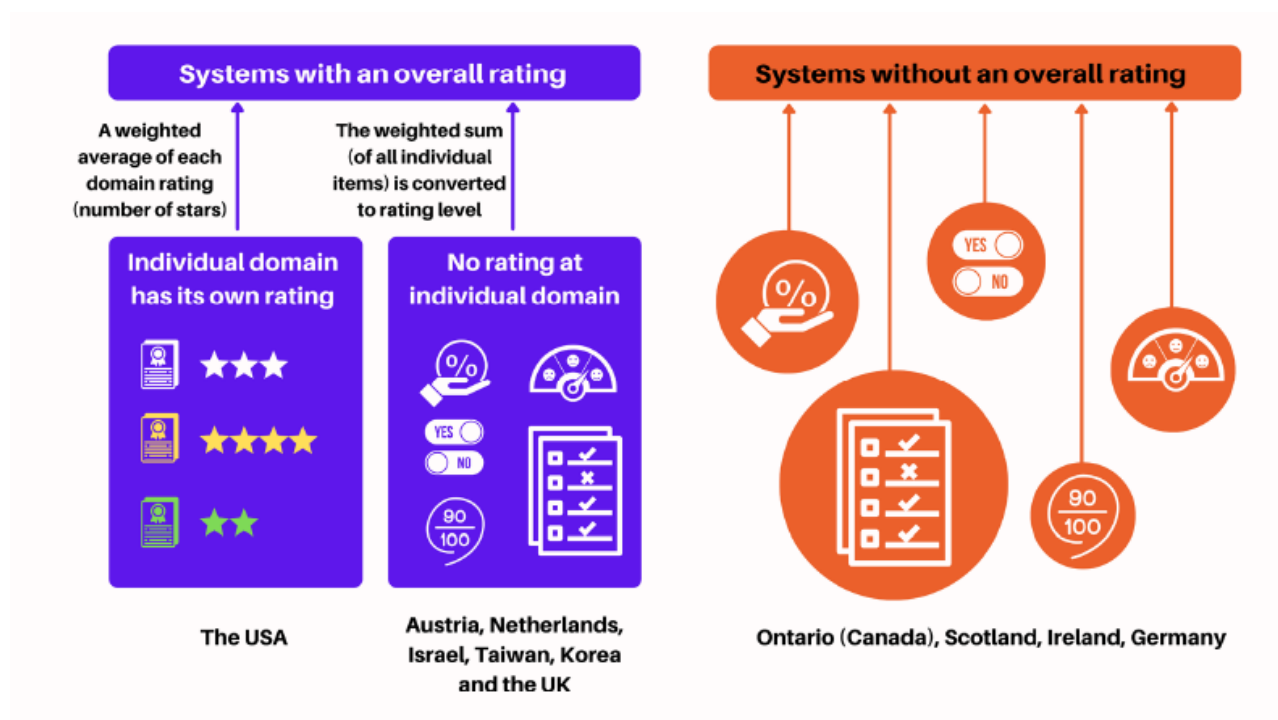 Systems with an overall rating
A weighted
average of each
domain rating
(number of stars)
The weighted sum
(of all individual
items) is converted
to rating level
Individual domain
has its own rating
No rating at
individual domain
%
YES
NO
90
100
The USA
Austria, Netherlands,
Israel, Taiwan, Korea
and the UK
Systems without an overall rating
%
YES
NO
90
100
Ontario (Canada), Scotland, Ireland, Germany